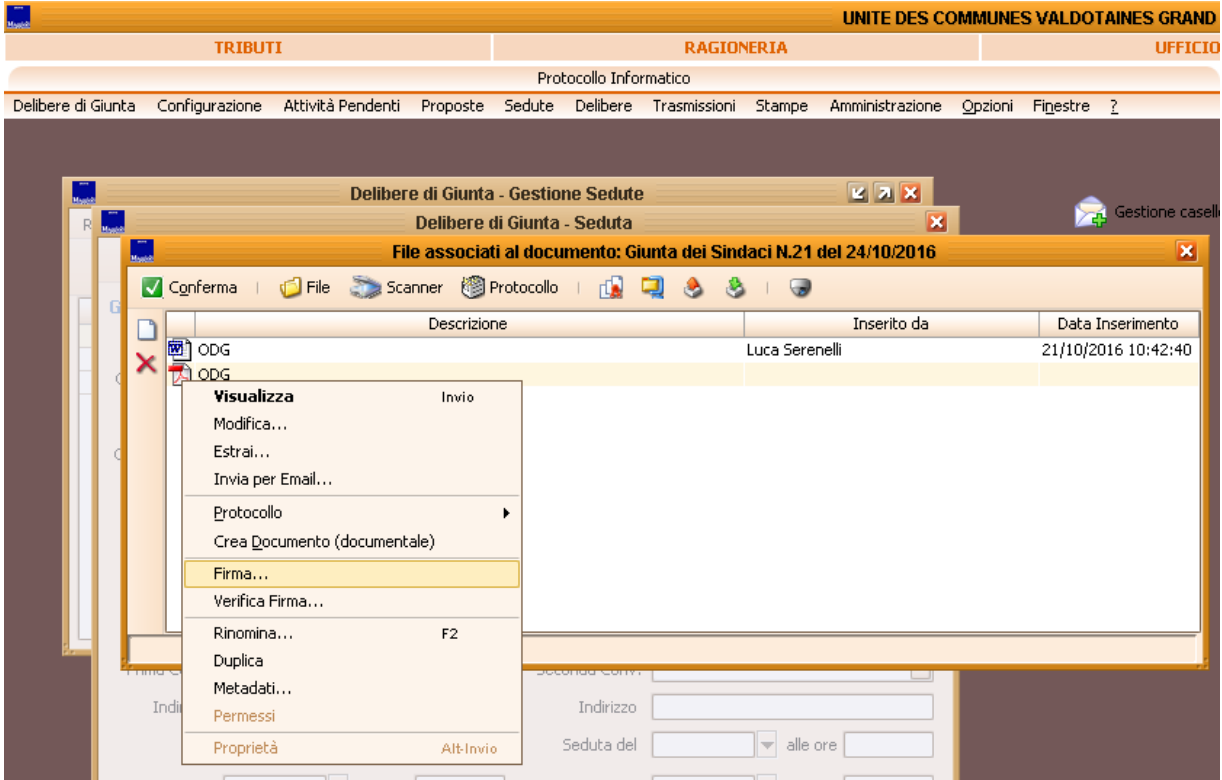 UNITE DES COMMUNES VALDOTAINES GRAND
TRIBUTI RAGIONERIA UFFICIO
Protocollo Informatico
Delibere di Giunta Configurazione Attività Pendenti Proposte Sedute Delibere Trasmissioni Stampe Amministrazione Opzioni Finestre ?
Delibere di Giunta - Gestione Sedute
Gestione caselle
Delibere di Giunta - Seduta
File associati al documento: Giunta dei Sindaci N.21 del 24/10/2016
Conferma File Scanner Protocollo
Descrizione Inserito da Data Inserimento
ODG Luca Serenelli 21/10/2016 10:42:40
ODG
Visualizza Invio
Modifica...
Estrai...
Invia per Email...
Protocollo
Crea Documento (documentale)
Firma...
Verifica Firma...
Rinomina... F2
Duplica
Metadati...
Permessi
Proprietà Alt-Invio
Seconda Conv.
Indirizzo
Seduta del alle ore